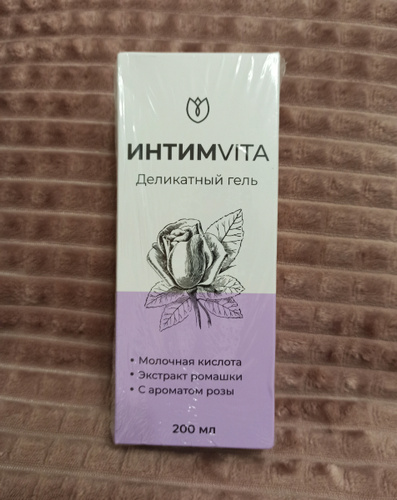 ИНТИМVITA
Деликатный гель
• Молочная кислота
• Экстракт ромашки
• С ароматом розы
200 мл